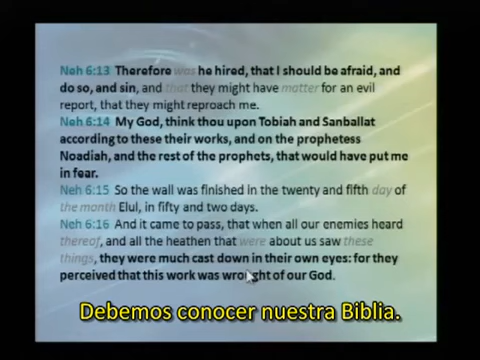 Neh 6:13 Therefore was he hired, that I should be afraid, and
do so, and sin, and that they might have matter for an evil
report, that they might reproach me.
Neh 6:14 My God, think thou upon Tobiah and Sanballat
according to these their works, and on the prophetess
Noadiah, and the rest of the prophets, that would have put me
in fear.
Neh 6:15 So the wall was finished in the twenty and fifth day of
the month Elul, in fifty and two days.
Neh 6:16 And it came to pass, that when all our enemies heard
thereof, and all the heathen that were about us saw these
things, they were much cast down in their own eyes: for they
perceived that this work was wrought of our God.
Debemos conocer nuestra Biblia.